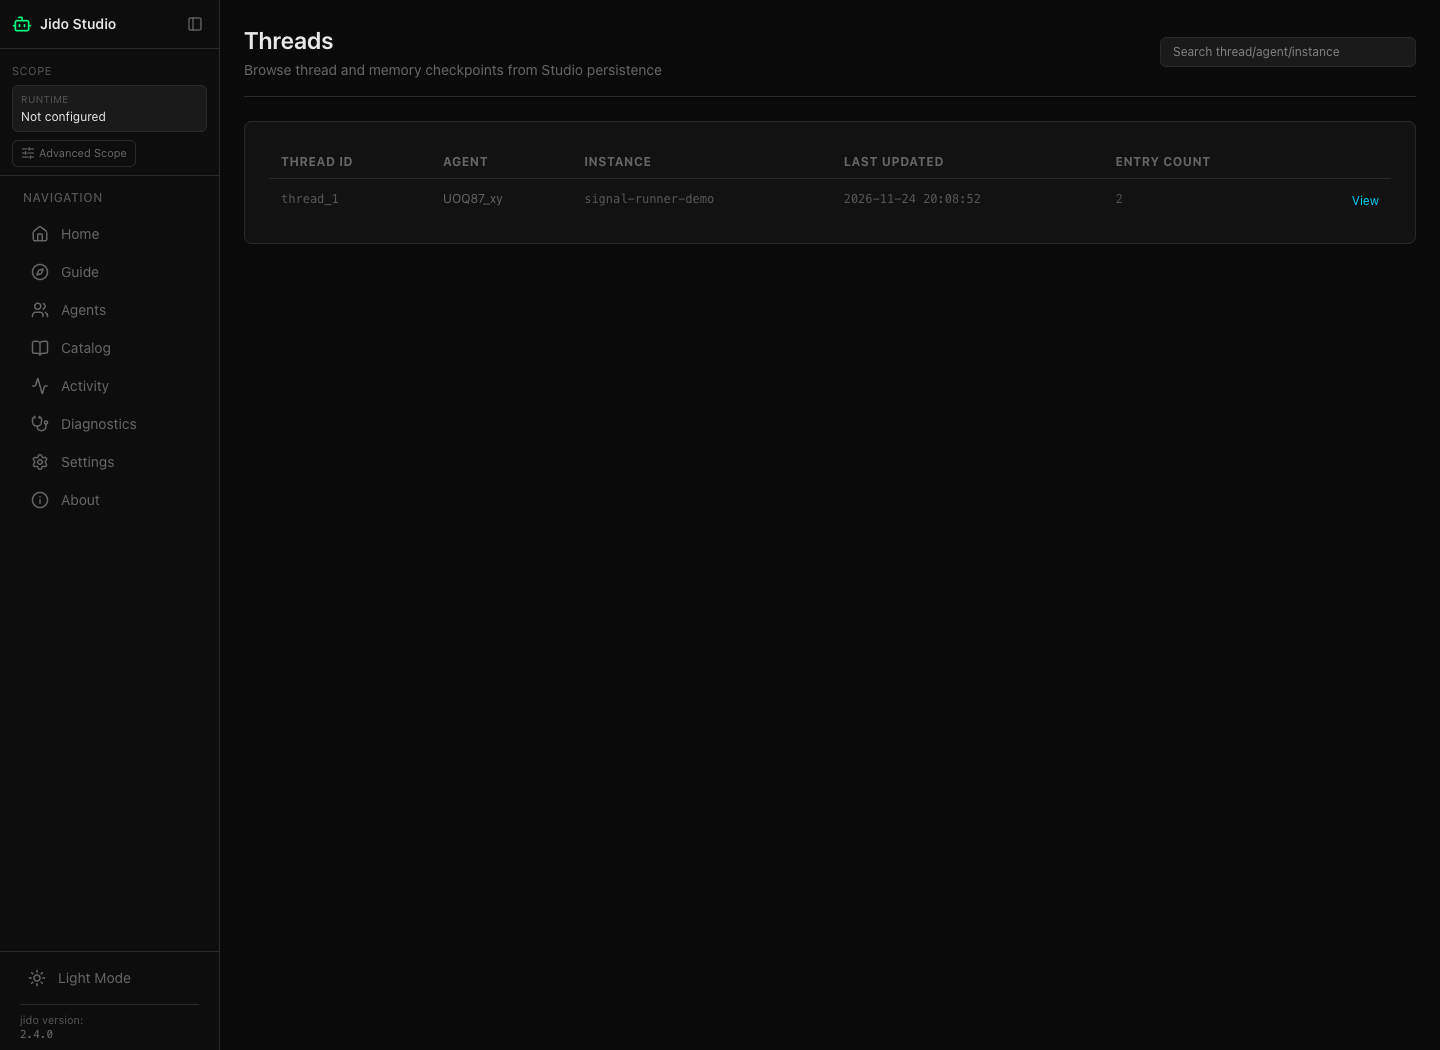 Jido Studio
SCOPE
RUNTIME
Not configured
Advanced Scope
NAVIGATION
Home
Guide
Agents
Catalog
Activity
Diagnostics
Settings
About
Light Mode
jido version:
2.4.0
Threads
Browse thread and memory checkpoints from Studio persistence
Search thread/agent/instance
THREAD ID AGENT INSTANCE LAST UPDATED ENTRY COUNT
thread_1 UOQ87_xy signal-runner-demo 2026-11-24 20:08:52 2 View